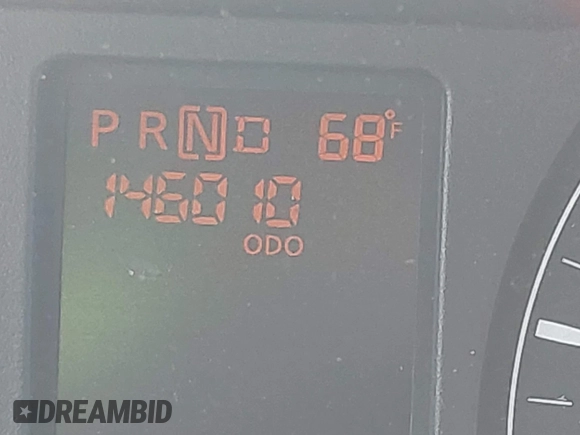 P R N D 68°F
146010
ODO
DREAMBID